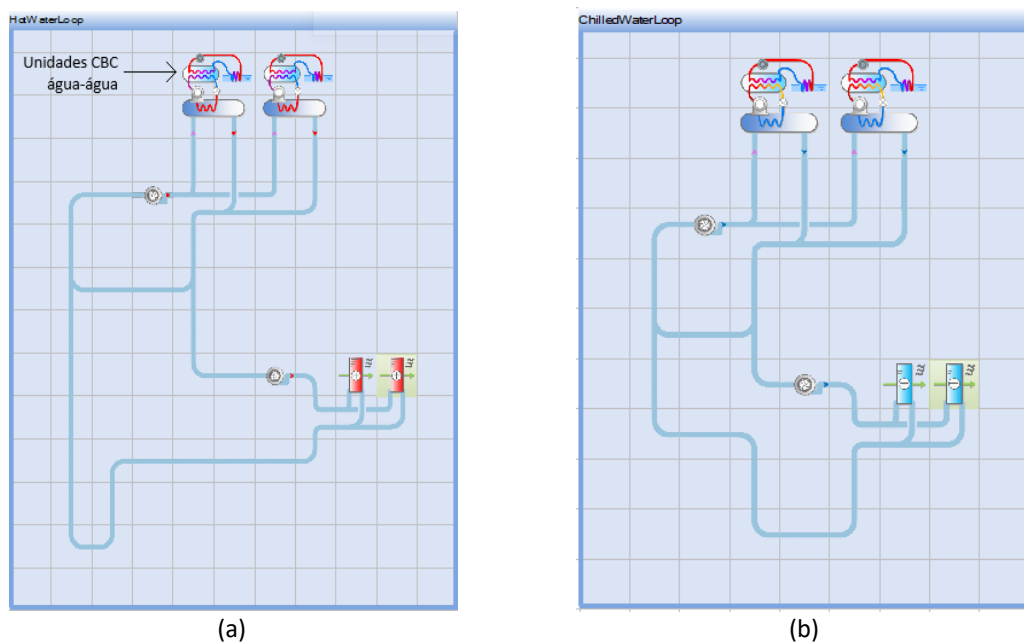 HotWaterLoop
Unidades CBC
água-água
(a)
ChilledWaterLoop
(b)